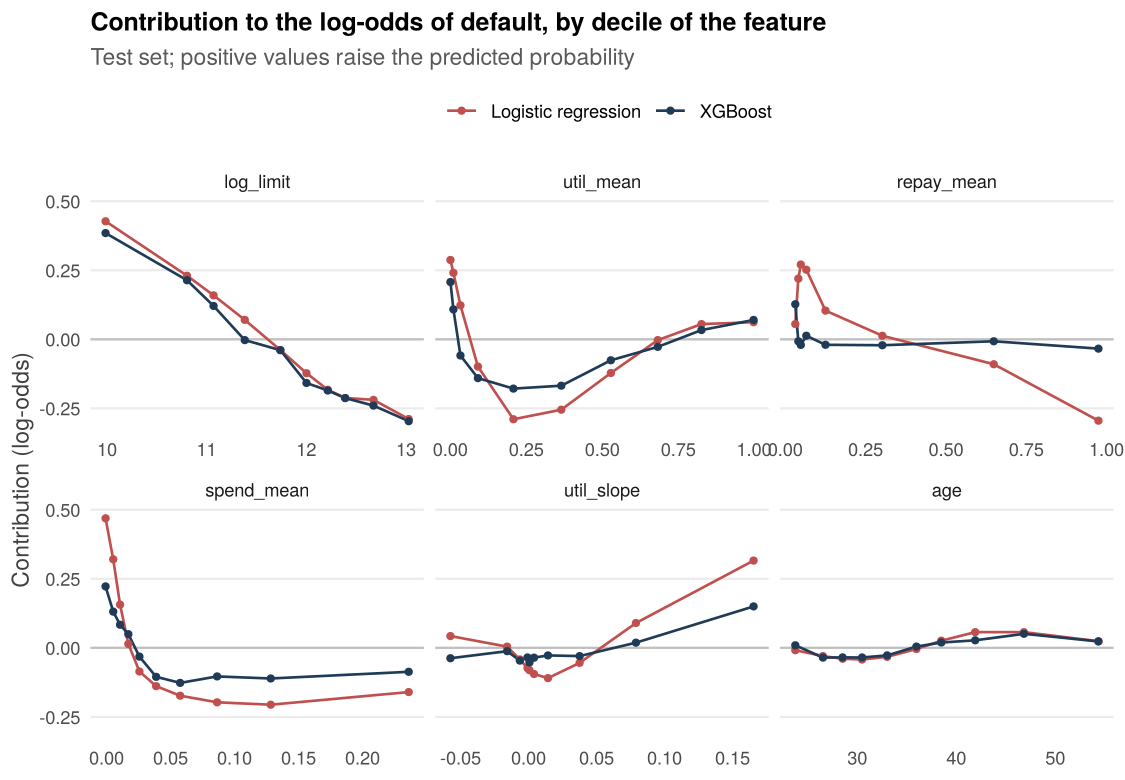 Contribution to the log-odds of default, by decile of the feature
Test set; positive values raise the predicted probability
Logistic regression XGBoost
log_limit util_mean repay_mean
0.50
0.25
0.00
-0.25
10 11 12 13 0.00 0.25 0.50 0.75 1.00 0.00 0.25 0.50 0.75 1.00
Contribution (log-odds)
spend_mean util_slope age
0.50
0.25
0.00
-0.25
0.00 0.05 0.10 0.15 0.20 -0.05 0.00 0.05 0.10 0.15 30 40 50